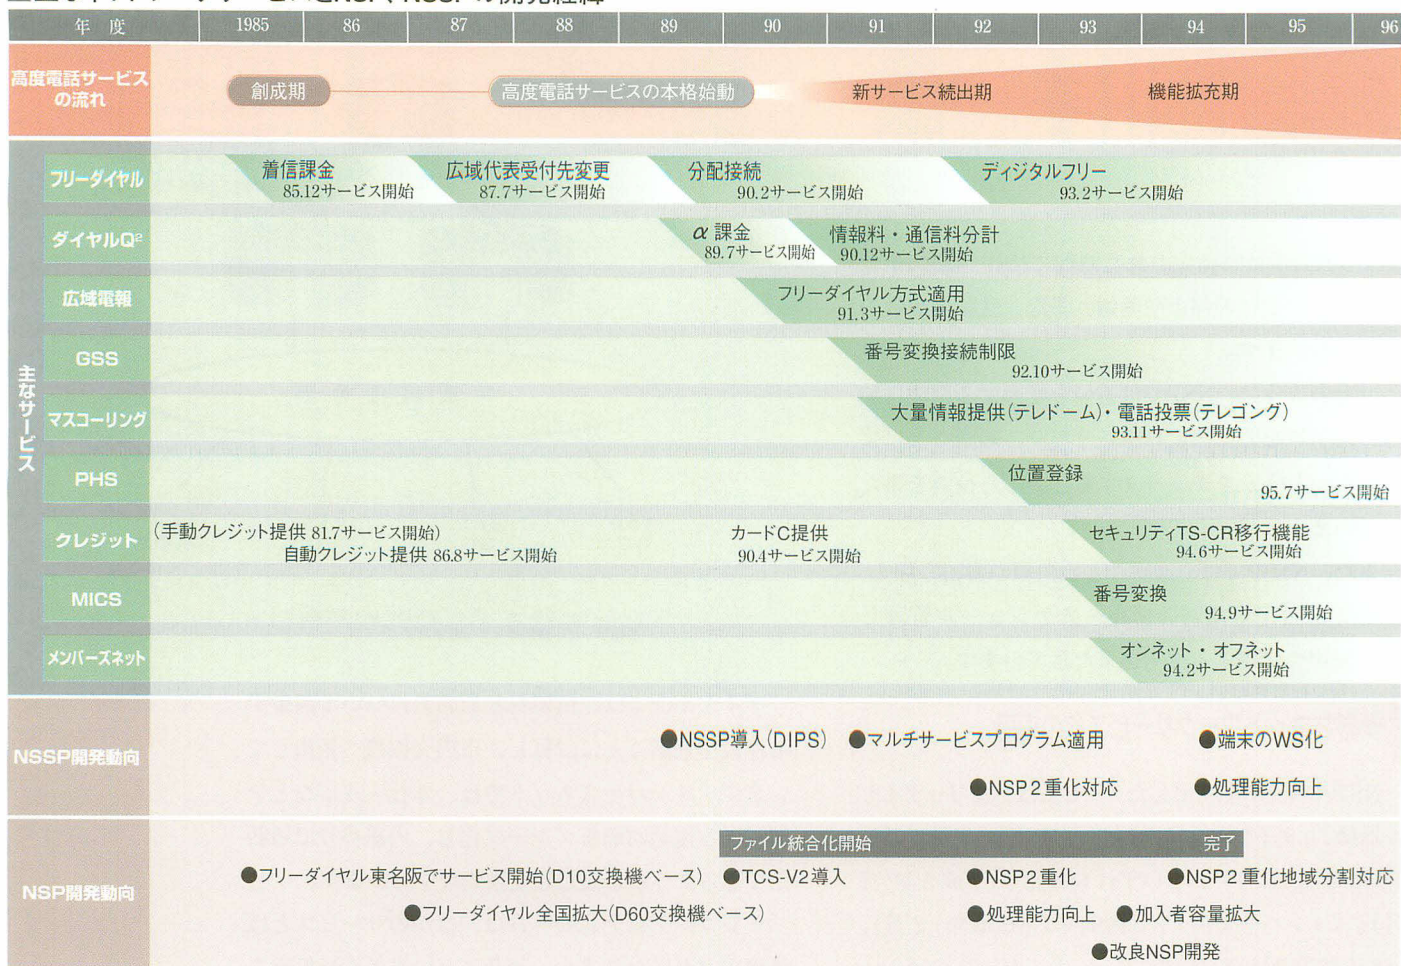 年 度 1985 86 87 88 89 90 91 92 93 94 95 96
高度電話サービス
の流れ
創成期 高度電話サービスの本格始動 新サービス続出期 機能拡充期
主なサービス
フリーダイヤル
着信課金
85.12サービス開始
広域代表受付先変更
87.7サービス開始
分配接続
90.2サービス開始
ディジタルフリー
93.2サービス開始
ダイヤルQ²
α 課金
89.7サービス開始
情報料・通信料分計
90.12サービス開始
広域電報
フリーダイヤル方式適用
91.3サービス開始
GSS
番号変換接続制限
92.10サービス開始
マスコーリング
大量情報提供(テレドーム)・電話投票(テレゴング)
93.11サービス開始
PHS
位置登録
95.7サービス開始
クレジット
(手動クレジット提供 81.7サービス開始)
自動クレジット提供 86.8サービス開始
カードC提供
90.4サービス開始
セキュリティTS-CR移行機能
94.6サービス開始
MICS
番号変換
94.9サービス開始
メンバーズネット
オンネット・オフネット
94.2サービス開始
NSSP開発動向
●NSSP導入(DIPS) ●マルチサービスプログラム適用 ●端末のWS化
●NSP2重化対応 ●処理能力向上
NSP開発動向
ファイル統合化開始 完了
●フリーダイヤル東名阪でサービス開始(D10交換機ベース) ●TCS-V2導入 ●NSP2重化 ●NSP2重化地域分割対応
●フリーダイヤル全国拡大(D60交換機ベース) ●処理能力向上 ●加入者容量拡大
●改良NSP開発